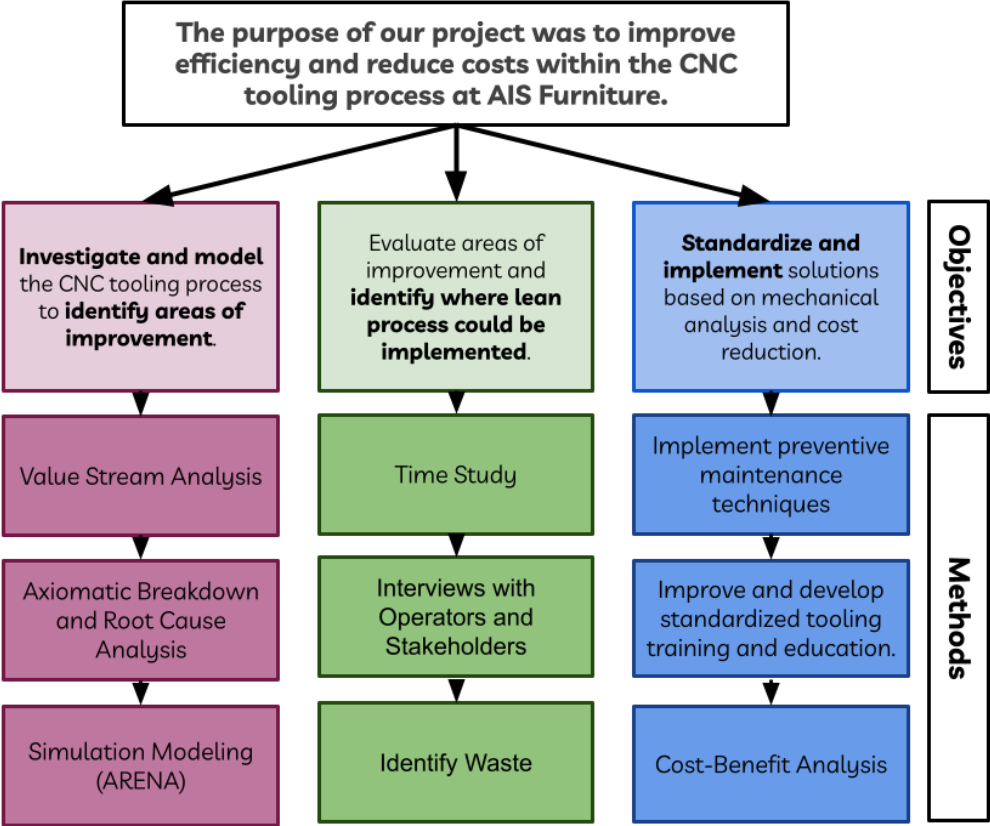 The purpose of our project was to improve
efficiency and reduce costs within the CNC
tooling process at AIS Furniture.
Investigate and model
the CNC tooling process
to identify areas of
improvement.
Evaluate areas of
improvement and
identify where lean
process could be
implemented.
Standardize and
implement solutions
based on mechanical
analysis and cost
reduction.
Objectives
Value Stream Analysis
Time Study
Implement preventive
maintenance
techniques
Methods
Axiomatic Breakdown
and Root Cause
Analysis
Interviews with
Operators and
Stakeholders
Improve and develop
standardized tooling
training and education.
Simulation Modeling
(ARENA)
Identify Waste
Cost-Benefit Analysis